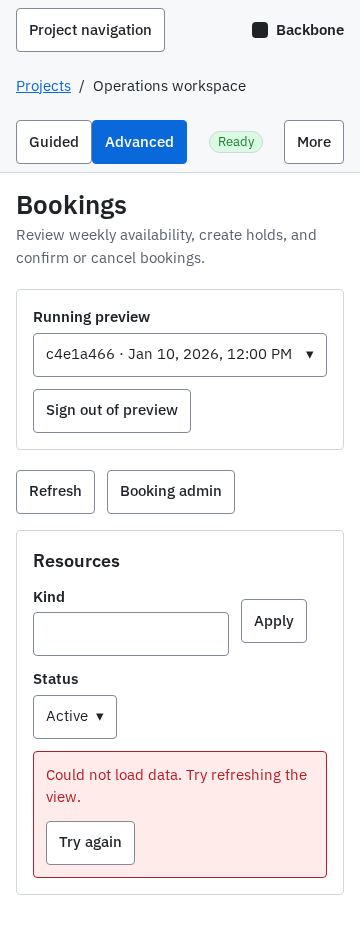 Project navigation
Backbone
Projects / Operations workspace
Guided
Advanced
Ready
More
Bookings
Review weekly availability, create holds, and
confirm or cancel bookings.
Running preview
c4e1a466 · Jan 10, 2026, 12:00 PM ▾
Sign out of preview
Refresh
Booking admin
Resources
Kind
Apply
Status
Active ▾
Could not load data. Try refreshing the
view.
Try again